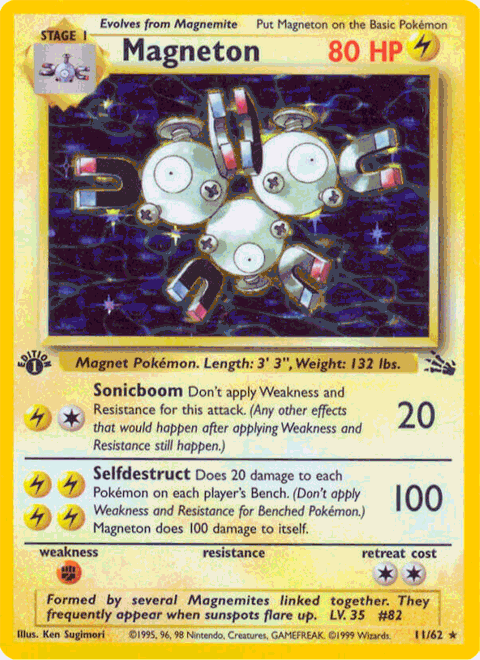 Evolves from Magnemite Put Magneton on the Basic Pokémon
STAGE 1
Magneton 80 HP
EDITION
1
Magnet Pokémon. Length: 3' 3", Weight: 132 lbs.
Sonicboom Don't apply Weakness and
Resistance for this attack. (Any other effects
that would happen after applying Weakness and
Resistance still happen.)
20
Selfdestruct Does 20 damage to each
Pokémon on each player's Bench. (Don't apply
Weakness and Resistance for Benched Pokémon.)
Magneton does 100 damage to itself.
100
weakness resistance retreat cost
Formed by several Magnemites linked together. They
frequently appear when sunspots flare up. LV. 35 #82
Illus. Ken Sugimori ©1995, 96, 98 Nintendo, Creatures, GAMEFREAK. ©1999 Wizards. 11/62 ★